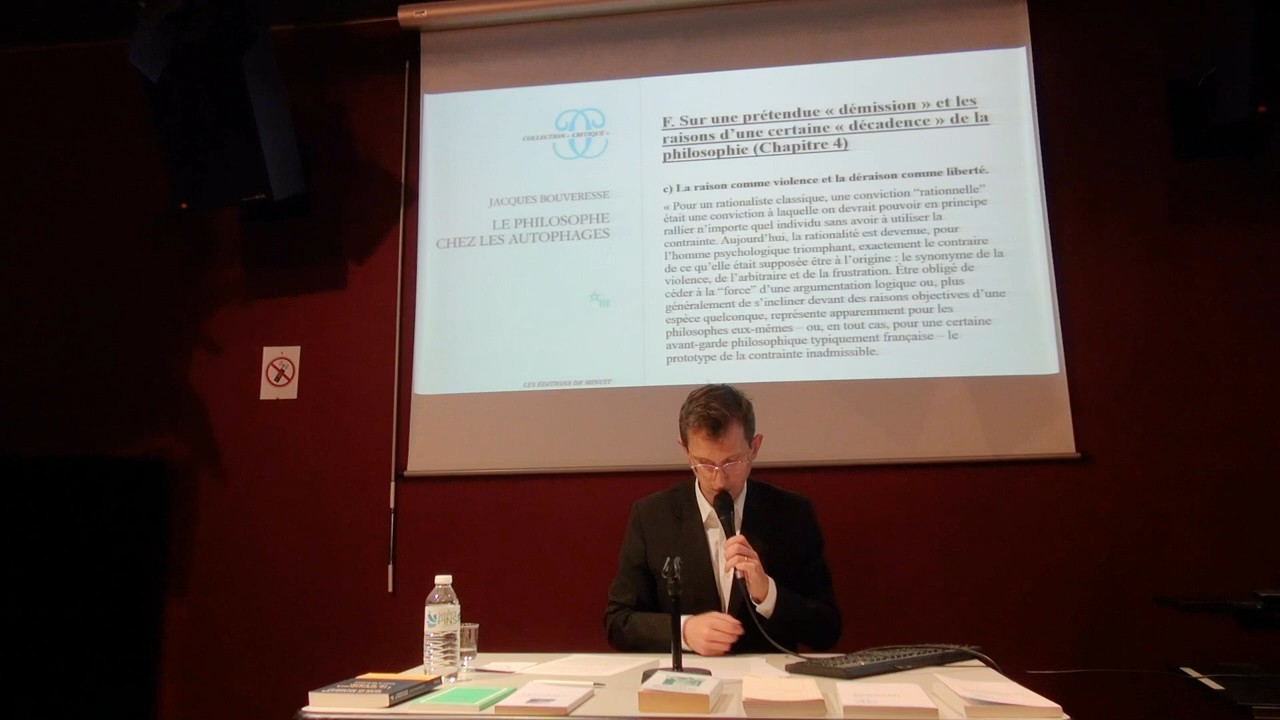 COLLECTION « CRITIQUE »
JACQUES BOUVERESSE
LE PHILOSOPHE
CHEZ LES AUTOPHAGES
LES ÉDITIONS DE MINUIT
F. Sur une prétendue « démission » et les
raisons d'une certaine « décadence » de la
philosophie (Chapitre 4)
c) La raison comme violence et la déraison comme liberté.
« Pour un rationaliste classique, une conviction “rationnelle”
était une conviction à laquelle on devrait pouvoir en principe
rallier n'importe quel individu sans avoir à utiliser la
contrainte. Aujourd'hui, la rationalité est devenue, pour
l'homme psychologique triomphant, exactement le contraire
de ce qu'elle était supposée être à l'origine : le synonyme de la
violence, de l'arbitraire et de la frustration. Être obligé de
céder à la “force” d'une argumentation logique ou, plus
généralement de s'incliner devant des raisons objectives d'une
espèce quelconque, représente apparemment pour les
philosophes eux-mêmes – ou, en tout cas, pour une certaine
avant-garde philosophique typiquement française – le
prototype de la contrainte inadmissible.